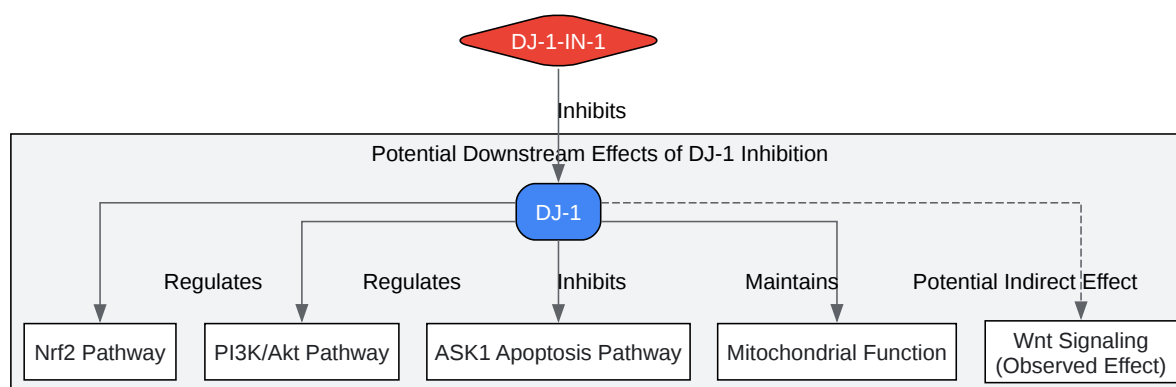 DJ-1-IN-1
Inhibits
Potential Downstream Effects of DJ-1 Inhibition
DJ-1
Regulates
Regulates
Inhibits
Maintains
Potential Indirect Effect
Nrf2 Pathway
PI3K/Akt Pathway
ASK1 Apoptosis Pathway
Mitochondrial Function
Wnt Signaling
(Observed Effect)